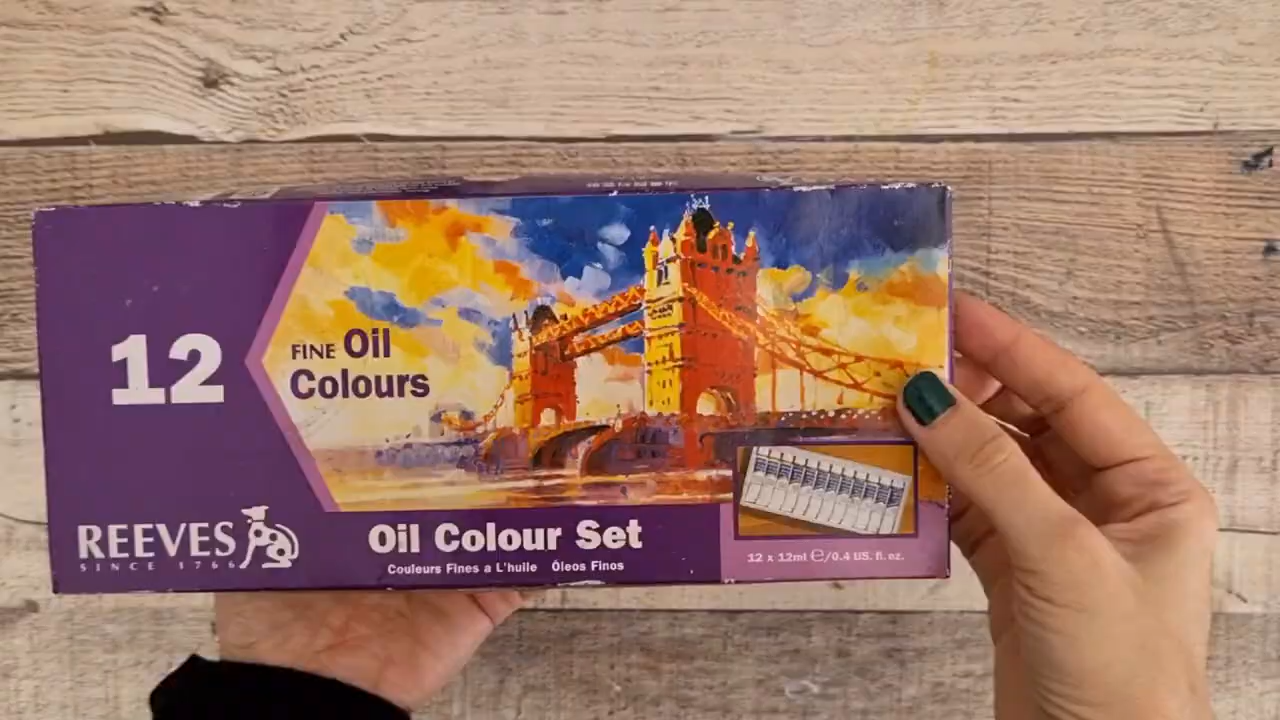 12
FINE Oil
Colours
REEVES
SINCE 1766
Oil Colour Set
Couleurs Fines a L'huile Óleos Finos
12 x 12ml ℮/0.4 US. fl. oz.